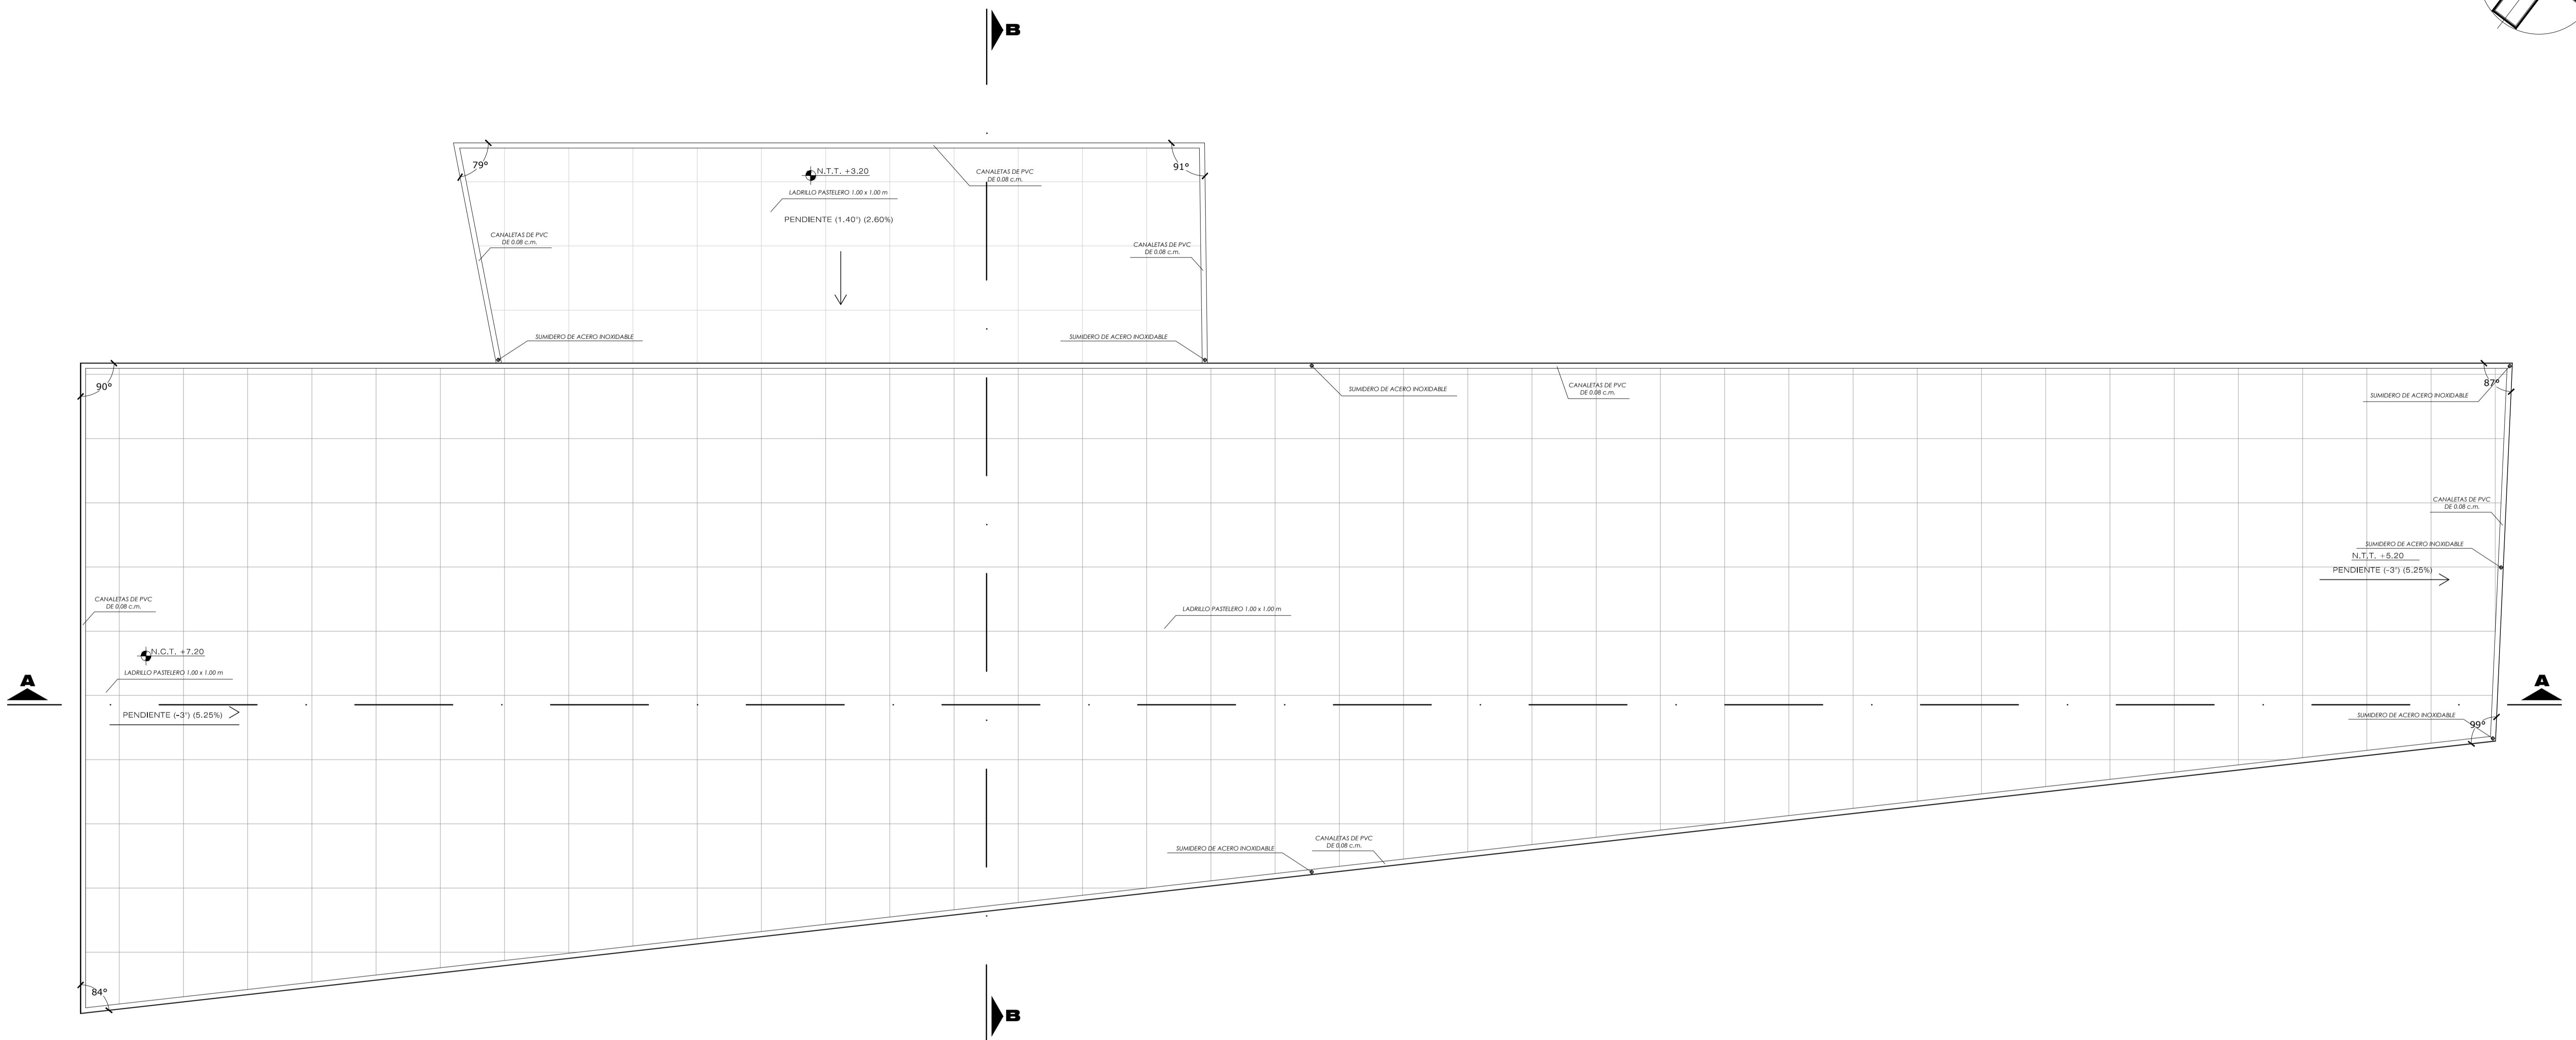 B
79°
91°
N.T.T. +3.20
CANALETAS DE PVC
DE 0.08 c.m.
LADRILLO PASTELERO 1.00 x 1.00 m
PENDIENTE (1.40°) (2.60%)
CANALETAS DE PVC
DE 0.08 c.m.
CANALETAS DE PVC
DE 0.08 c.m.
SUMIDERO DE ACERO INOXIDABLE
SUMIDERO DE ACERO INOXIDABLE
90°
SUMIDERO DE ACERO INOXIDABLE
CANALETAS DE PVC
DE 0.08 c.m.
87°
SUMIDERO DE ACERO INOXIDABLE
CANALETAS DE PVC
DE 0.08 c.m.
SUMIDERO DE ACERO INOXIDABLE
N.T.T. +5.20
PENDIENTE (-3°) (5.25%)
CANALETAS DE PVC
DE 0.08 c.m.
LADRILLO PASTELERO 1.00 x 1.00 m
N.C.T. +7.20
LADRILLO PASTELERO 1.00 x 1.00 m
A
A
PENDIENTE (-3°) (5.25%)
SUMIDERO DE ACERO INOXIDABLE
99°
CANALETAS DE PVC
DE 0.08 c.m.
SUMIDERO DE ACERO INOXIDABLE
84°
B